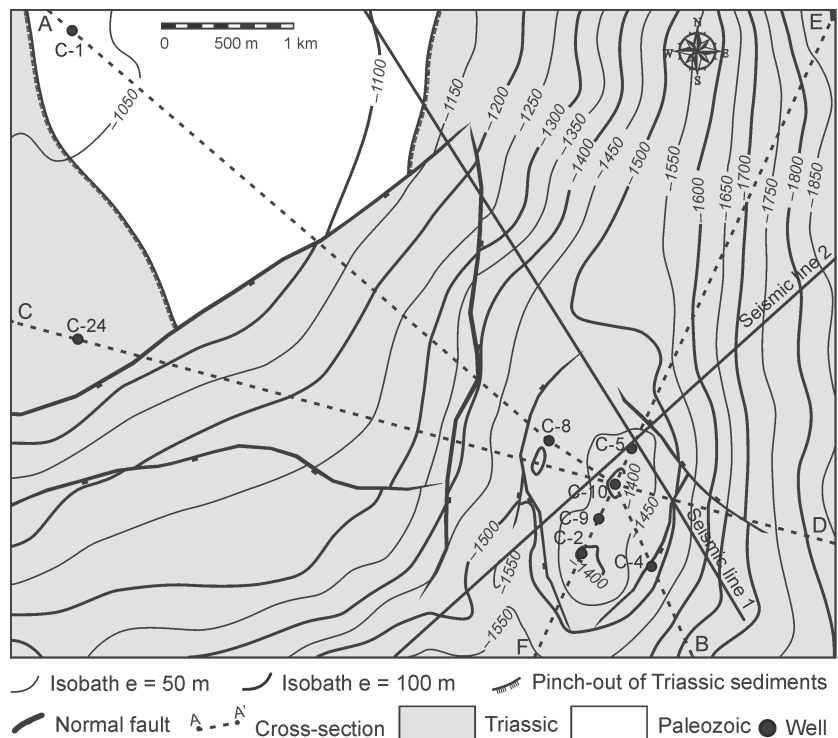 A
C-1
0 500 m 1 km
N
W E
S
E
−1050
−1100
−1150
−1200
−1250
−1300
−1350
−1400
−1450
−1500
−1550
−1600
−1650
−1700
−1750
−1800
−1850
Seismic line 2
C
C-24
C-8
C-5
C-10
−1400
C-9
−1450
C-2
−1400
C-4
−1500
−1550
−1550
Seismic line 1
D
F
B
Isobath e = 50 m
Isobath e = 100 m
Pinch-out of Triassic sediments
Normal fault
A A'
Cross-section
Triassic
Paleozoic
Well